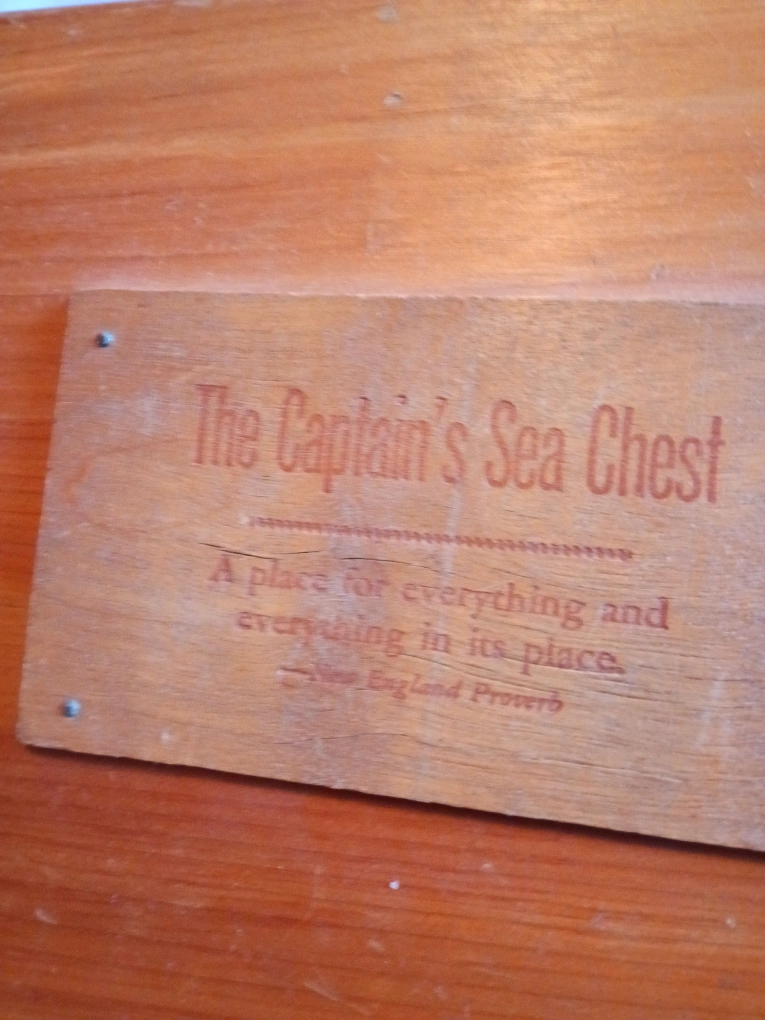 The Captain's Sea Chest
A place for everything and
everything in its place.
—New England Proverb